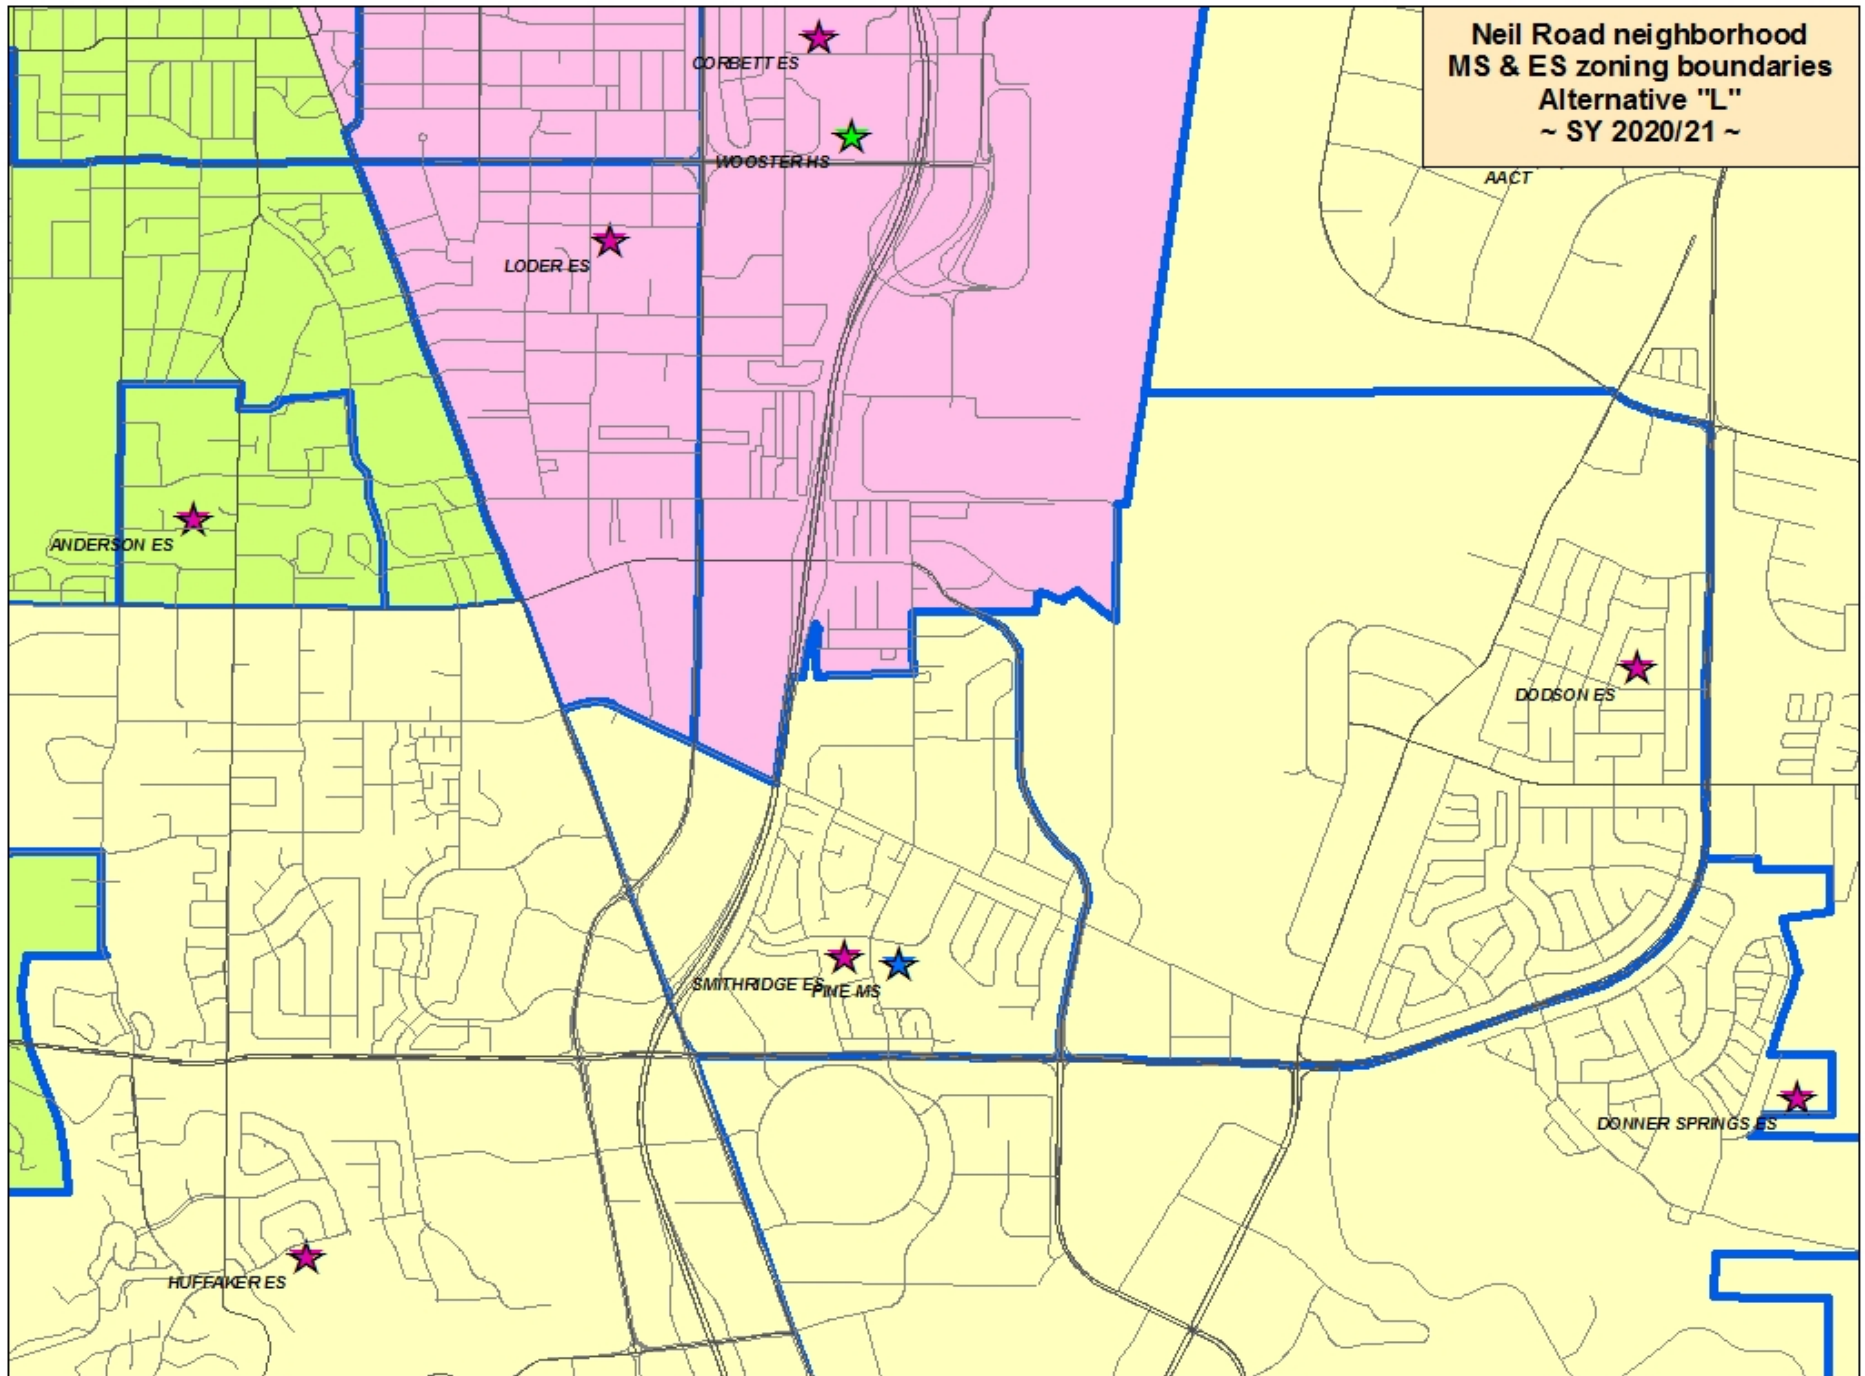 Neil Road neighborhood
MS & ES zoning boundaries
Alternative "L"
~ SY 2020/21 ~
CORBETT ES
WOOSTER HS
AACT
LODER ES
ANDERSON ES
DODSON ES
SMITHRIDGE ES
PINE MS
DONNER SPRINGS ES
HUFFAKER ES